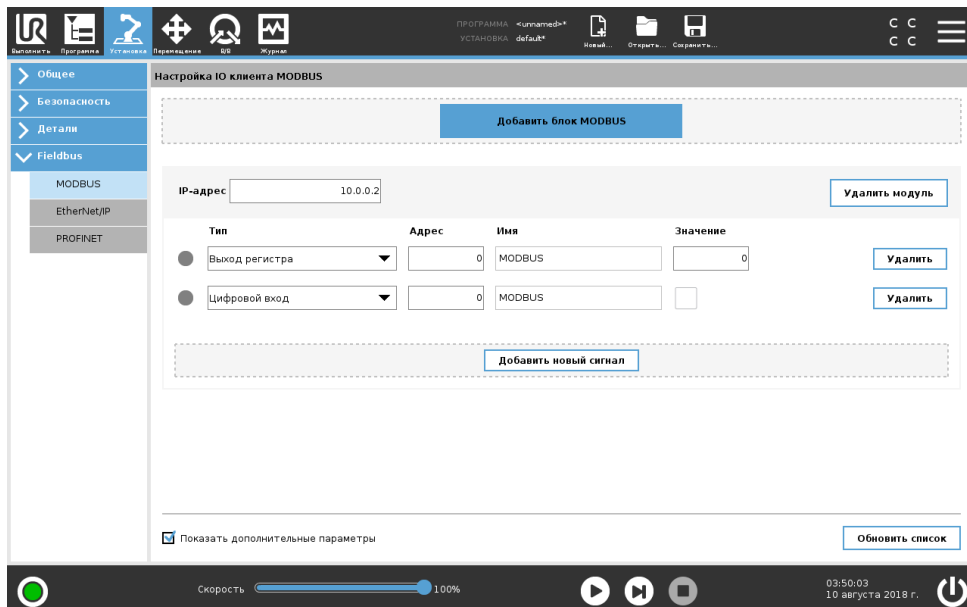 ПРОГРАММА <unnamed>*
УСТАНОВКА default*
C C
C C
Выполнить Программа Установка Перемещение В/В Журнал
Новый... Открыть... Сохранить...
Общее
Безопасность
Детали
Fieldbus
MODBUS
EtherNet/IP
PROFINET
Настройка IO клиента MODBUS
Добавить блок MODBUS
IP-адрес 10.0.0.2 Удалить модуль
Тип Адрес Имя Значение
Выход регистра 0 MODBUS 0 Удалить
Цифровой вход 0 MODBUS Удалить
Добавить новый сигнал
Показать дополнительные параметры Обновить список
Скорость 100%
03:50:03
10 августа 2018 г.